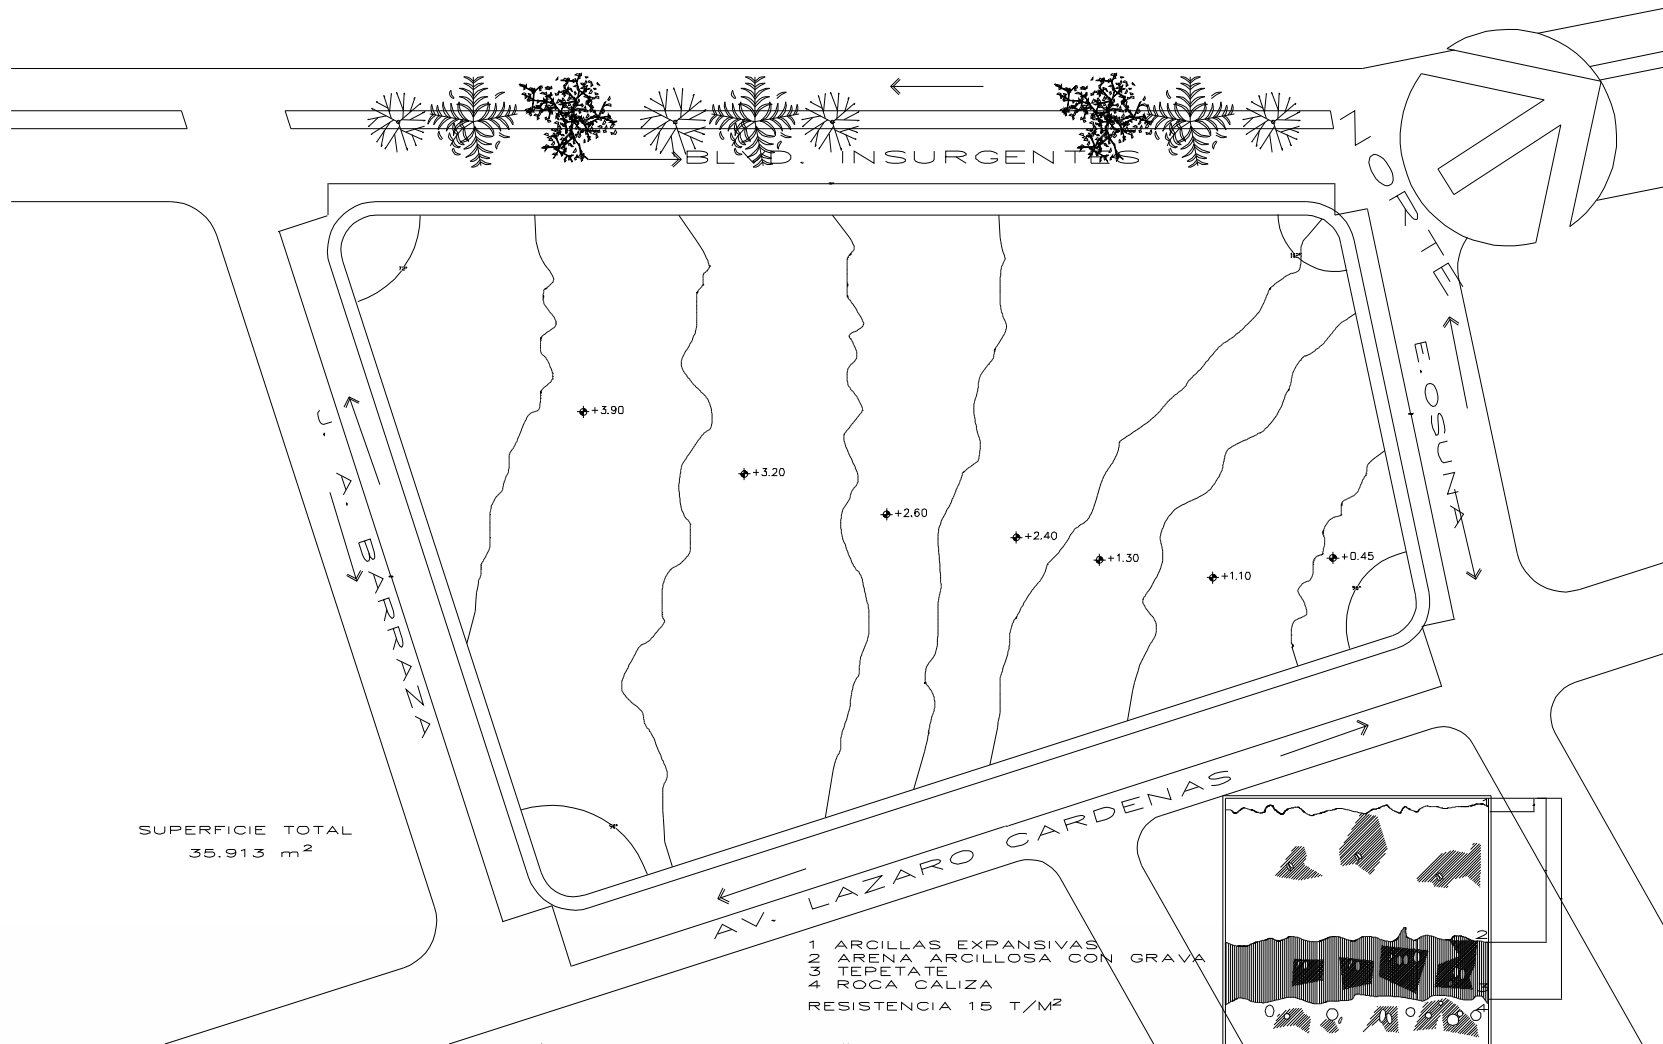 BLVD. INSURGENTES
NORTE
E. OSUNA
J. A. BARRAZA
+3.90
+3.20
+2.60
+2.40
+1.30
+1.10
+0.45
AV. LAZARO CARDENAS
SUPERFICIE TOTAL
35.913 m²
1 ARCILLAS EXPANSIVAS
2 ARENA ARCILLOSA CON GRAVA
3 TEPETATE
4 ROCA CALIZA
RESISTENCIA 15 T/M²
1
2
3
4